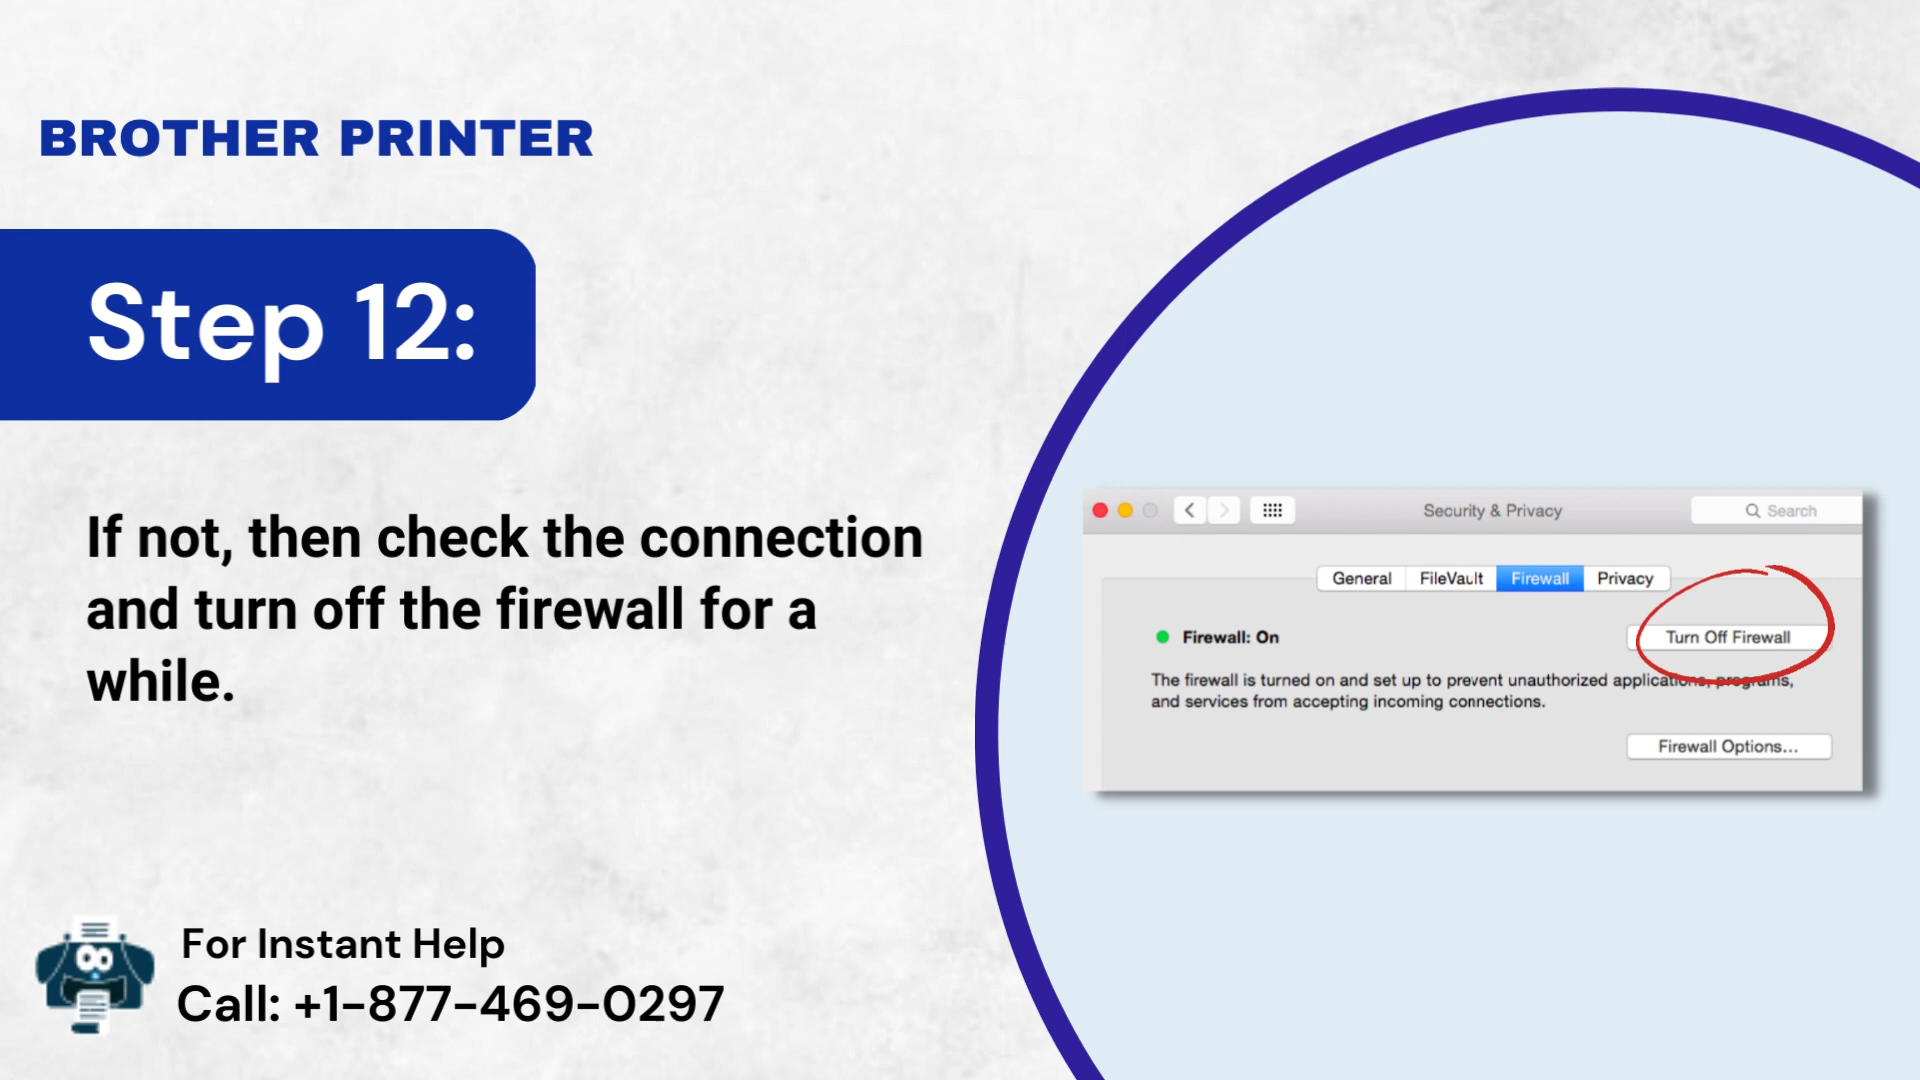 BROTHER PRINTER
Step 12:
If not, then check the connection
and turn off the firewall for a
while.
For Instant Help
Call: +1-877-469-0297
Security & Privacy
Search
General FileVault Firewall Privacy
Firewall: On
Turn Off Firewall
The firewall is turned on and set up to prevent unauthorized applications, programs,
and services from accepting incoming connections.
Firewall Options...